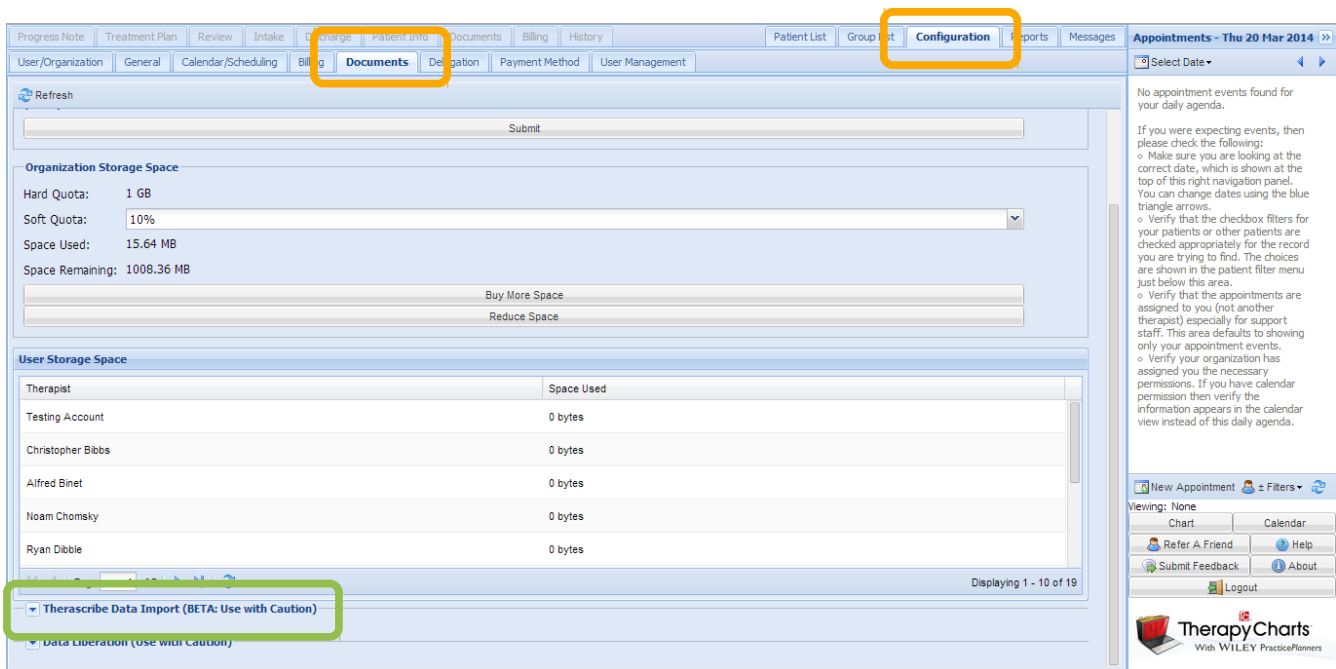 Progress Note Treatment Plan Review Intake Discharge Patient Info Documents Billing History Patient List Group List Configuration Reports Messages
User/Organization General Calendar/Scheduling Billing Documents Delegation Payment Method User Management
Refresh
Submit
Organization Storage Space
Hard Quota: 1 GB
Soft Quota: 10%
Space Used: 15.64 MB
Space Remaining: 1008.36 MB
Buy More Space
Reduce Space
User Storage Space
Therapist Space Used
Testing Account 0 bytes
Christopher Bibbs 0 bytes
Alfred Binet 0 bytes
Noam Chomsky 0 bytes
Ryan Dibble 0 bytes
Displaying 1 - 10 of 19
Therascribe Data Import (BETA: Use with Caution)
Data Liberation (Use with Caution)
Appointments - Thu 20 Mar 2014
Select Date
No appointment events found for
your daily agenda.
If you were expecting events, then
please check the following:
o Make sure you are looking at the
correct date, which is shown at the
top of this right navigation panel.
You can change dates using the blue
triangle arrows.
o Verify that the checkbox filters for
your patients or other patients are
checked appropriately for the record
you are trying to find. The choices
are shown in the patient filter menu
just below this area.
o Verify that the appointments are
assigned to you (not another
therapist) especially for support
staff. This area defaults to showing
only your appointment events.
o Verify your organization has
assigned you the necessary
permissions. If you have calendar
permission then verify the
information appears in the calendar
view instead of this daily agenda.
New Appointment ± Filters
Viewing: None
Chart Calendar
Refer A Friend Help
Submit Feedback About
Logout
TherapyCharts
With WILEY PracticePlanners